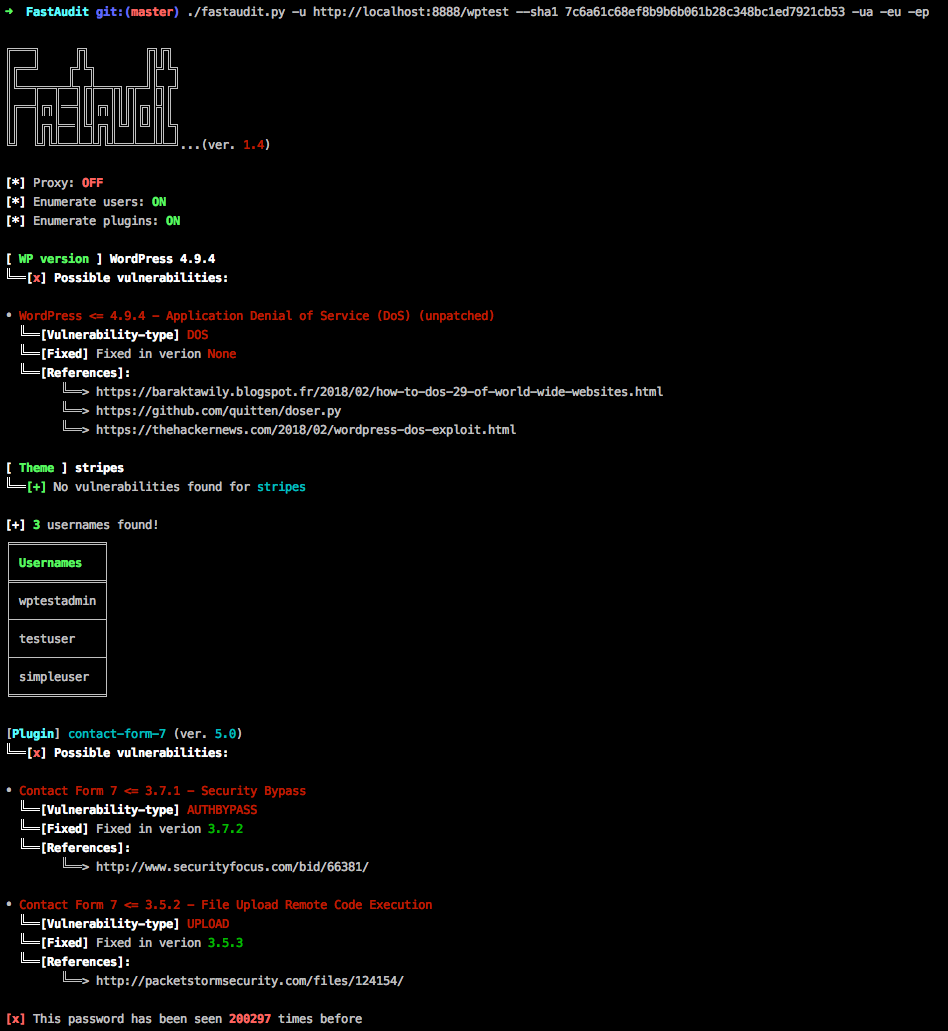 ➜ FastAudit git:(master) ./fastaudit.py -u http://localhost:8888/wptest --sha1 7c6a61c68ef8b9b6b061b28c348bc1ed7921cb53 -ua -eu -ep
FastAudit
...(ver. 1.4)
[*] Proxy: OFF
[*] Enumerate users: ON
[*] Enumerate plugins: ON
[ WP version ] WordPress 4.9.4
╚══[x] Possible vulnerabilities:
• WordPress <= 4.9.4 - Application Denial of Service (DoS) (unpatched)
╚══[Vulnerability-type] DOS
╚══[Fixed] Fixed in verion None
╚══[References]:
╚══> https://baraktawily.blogspot.fr/2018/02/how-to-dos-29-of-world-wide-websites.html
╚══> https://github.com/quitten/doser.py
╚══> https://thehackernews.com/2018/02/wordpress-dos-exploit.html
[ Theme ] stripes
╚══[+] No vulnerabilities found for stripes
[+] 3 usernames found!
Usernames
wptestadmin
testuser
simpleuser
[Plugin] contact-form-7 (ver. 5.0)
╚══[x] Possible vulnerabilities:
• Contact Form 7 <= 3.7.1 - Security Bypass
╚══[Vulnerability-type] AUTHBYPASS
╚══[Fixed] Fixed in verion 3.7.2
╚══[References]:
╚══> http://www.securityfocus.com/bid/66381/
• Contact Form 7 <= 3.5.2 - File Upload Remote Code Execution
╚══[Vulnerability-type] UPLOAD
╚══[Fixed] Fixed in verion 3.5.3
╚══[References]:
╚══> http://packetstormsecurity.com/files/124154/
[x] This password has been seen 200297 times before